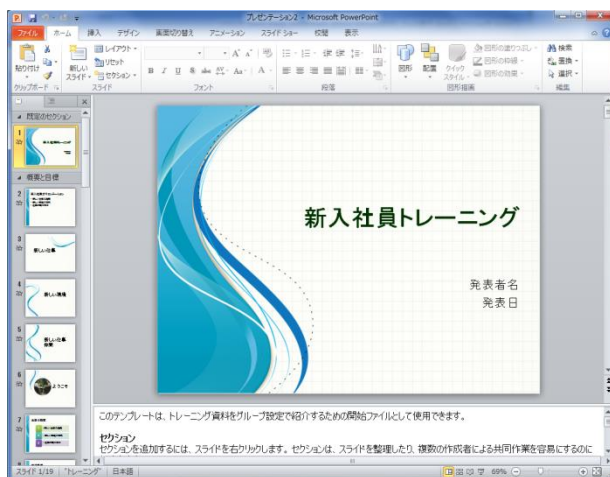 プレゼンテーション2 - Microsoft PowerPoint
ファイル ホーム 挿入 デザイン 画面切り替え アニメーション スライド ショー 校閲 表示
貼り付け
新しい
スライド
レイアウト
リセット
セクション
図形
配置
クイック
スタイル
図形の塗りつぶし
図形の枠線
図形の効果
検索
置換
選択
クリップボード スライド フォント 段落 図形描画 編集
既定のセクション
1
概要と目標
2
3
新しい仕事
4
新しい職場
5
6
ようこそ
7
新入社員トレーニング
発表者名
発表日
このテンプレートは、トレーニング資料をグループ設定で紹介するための開始ファイルとして使用できます。
セクション
セクションを追加するには、スライドを右クリックします。セクションは、スライドを整理したり、複数の作成者による共同作業を容易にするのに
スライド 1/19 "トレーニング" 日本語 69%